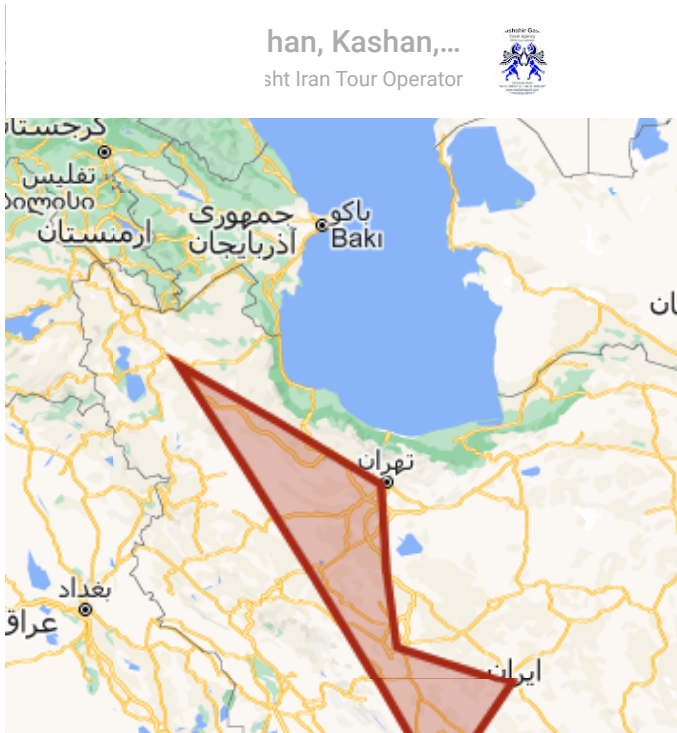 han, Kashan,...
sht Iran Tour Operator
گرجستان
تفلیس
ارمنستان
جمهوری
آذربایجان
باکو
Bakı
تهران
بغداد
عراق
ایران